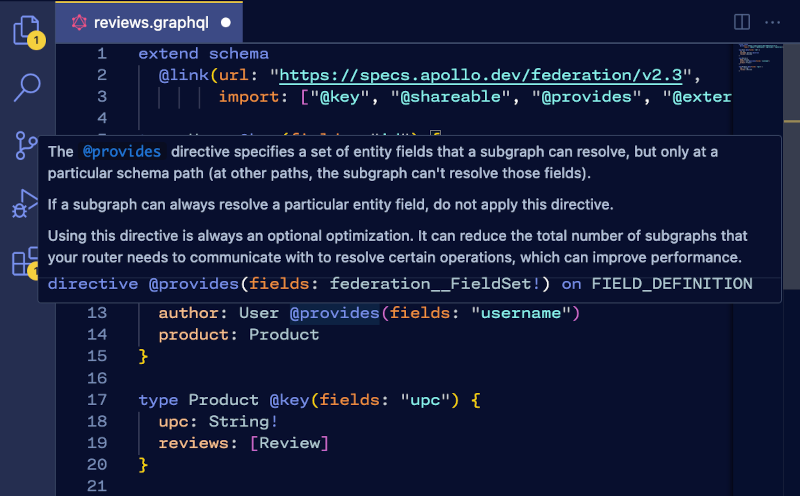 reviews.graphql
1 extend schema
2 @link(url: "https://specs.apollo.dev/federation/v2.3",
3 import: ["@key", "@shareable", "@provides", "@exter
4
The @provides directive specifies a set of entity fields that a subgraph can resolve, but only at a
particular schema path (at other paths, the subgraph can't resolve those fields).
If a subgraph can always resolve a particular entity field, do not apply this directive.
Using this directive is always an optional optimization. It can reduce the total number of subgraphs that
your router needs to communicate with to resolve certain operations, which can improve performance.
directive @provides(fields: federation__FieldSet!) on FIELD_DEFINITION
13 author: User @provides(fields: "username")
14 product: Product
15 }
16
17 type Product @key(fields: "upc") {
18 upc: String!
19 reviews: [Review]
20 }
21
1
1